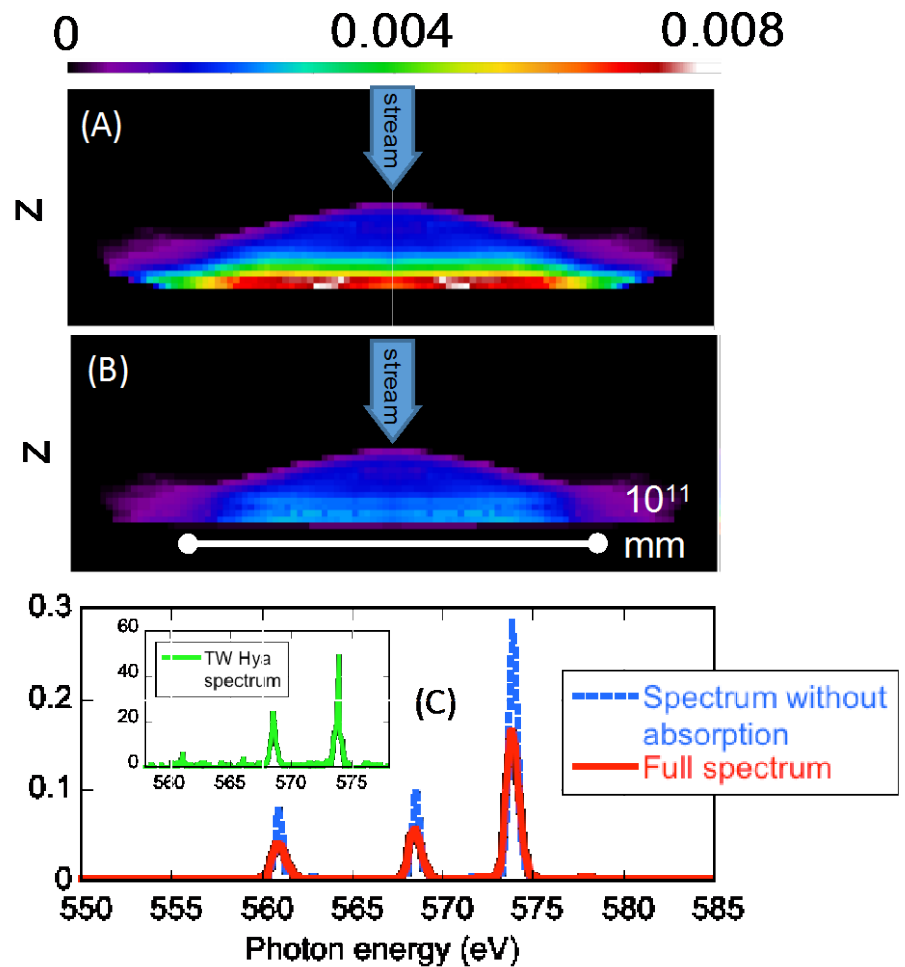 0 0.004 0.008
(A)
stream
Z
(B)
stream
Z
10¹¹
mm
0.3
0.2
0.1
0
60
40
20
0
TW Hya
spectrum
560 565 570 575
(C)
Spectrum without
absorption
Full spectrum
550 555 560 565 570 575 580 585
Photon energy (eV)